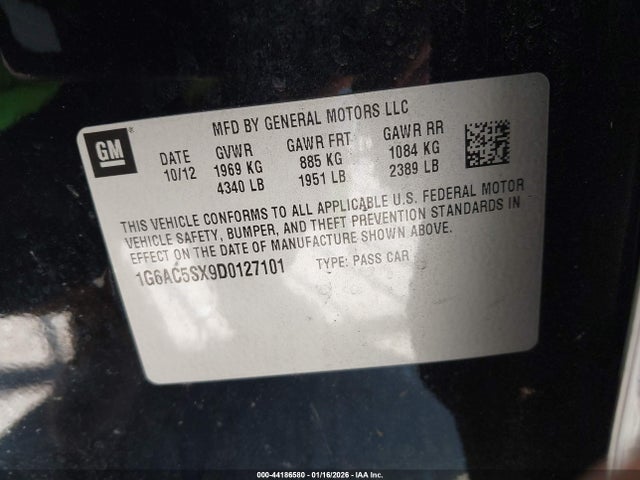 MFD BY GENERAL MOTORS LLC
GM ®
DATE GVWR GAWR FRT GAWR RR
10/12 1969 KG 885 KG 1084 KG
4340 LB 1951 LB 2389 LB
THIS VEHICLE CONFORMS TO ALL APPLICABLE U.S. FEDERAL MOTOR
VEHICLE SAFETY, BUMPER, AND THEFT PREVENTION STANDARDS IN
EFFECT ON THE DATE OF MANUFACTURE SHOWN ABOVE.
1G6AC5SX9D0127101 TYPE: PASS CAR
000-44186580 - 01/16/2026 - IAA Inc.